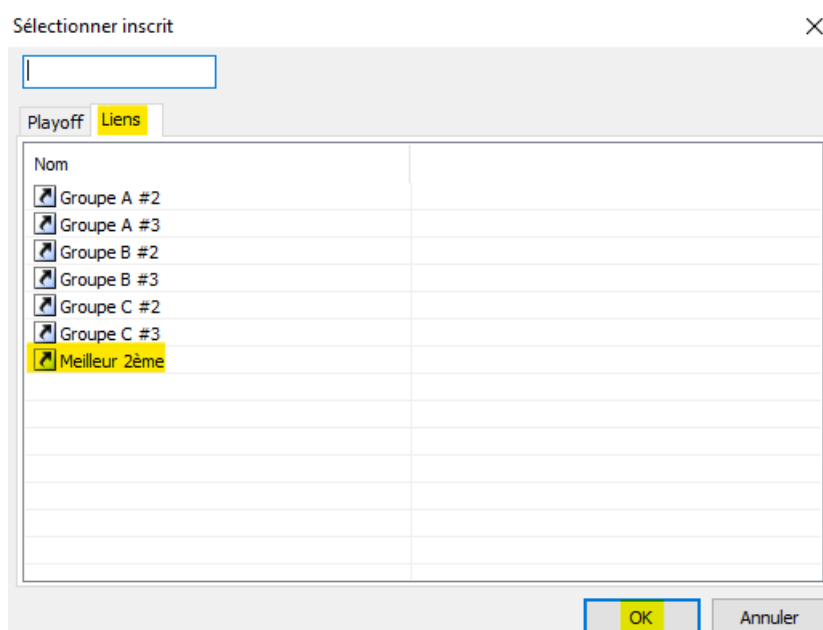 Sélectionner inscrit
Playoff Liens
Nom
Groupe A #2
Groupe A #3
Groupe B #2
Groupe B #3
Groupe C #2
Groupe C #3
Meilleur 2ème
OK Annuler